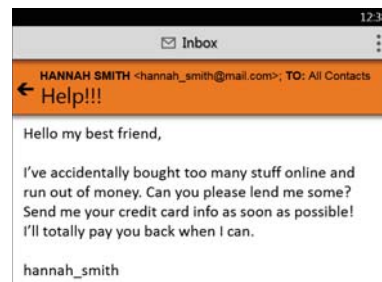 12:3
Inbox
HANNAH SMITH <hannah_smith@mail.com>; TO: All Contacts
Help!!!
Hello my best friend,
I've accidentally bought too many stuff online and
run out of money. Can you please lend me some?
Send me your credit card info as soon as possible!
I'll totally pay you back when I can.
hannah_smith